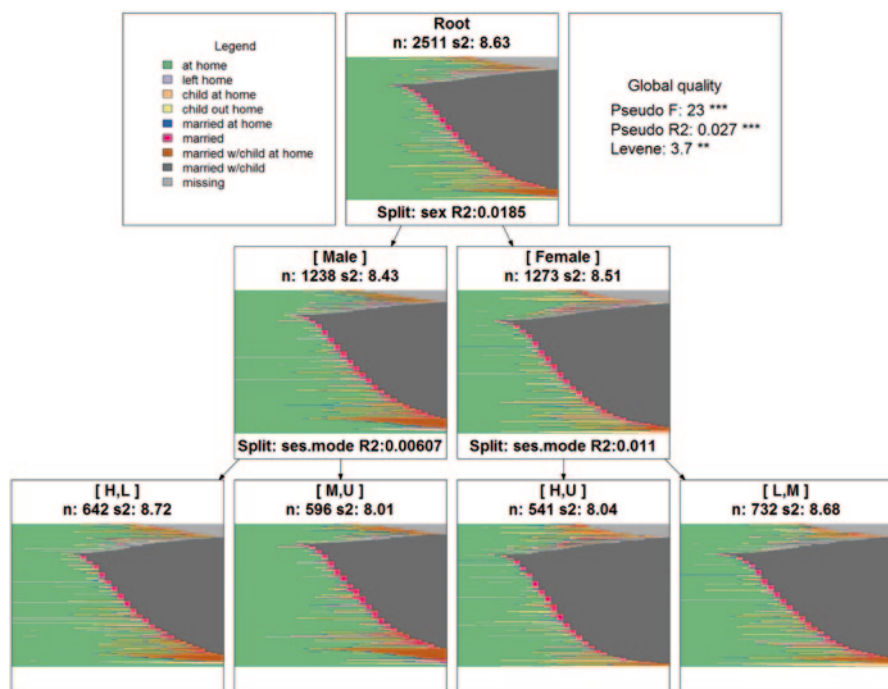 Legend
at home
left home
child at home
child out home
married at home
married
married w/child at home
married w/child
missing
Root
n: 2511 s2: 8.63
Split: sex R2:0.0185
Global quality
Pseudo F: 23 ***
Pseudo R2: 0.027 ***
Levene: 3.7 **
[ Male ]
n: 1238 s2: 8.43
Split: ses.mode R2:0.00607
[ Female ]
n: 1273 s2: 8.51
Split: ses.mode R2:0.011
[ H,L ]
n: 642 s2: 8.72
[ M,U ]
n: 596 s2: 8.01
[ H,U ]
n: 541 s2: 8.04
[ L,M ]
n: 732 s2: 8.68